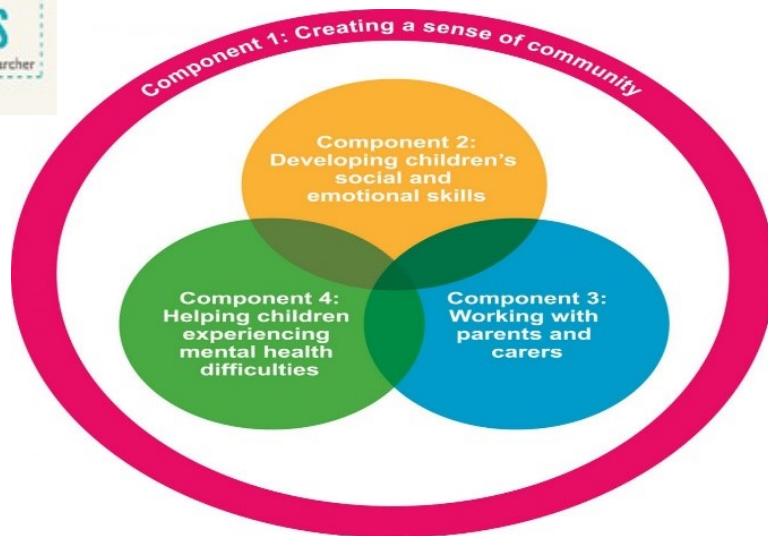 Component 1: Creating a sense of community
Component 2:
Developing children's
social and
emotional skills
Component 4:
Helping children
experiencing
mental health
difficulties
Component 3:
Working with
parents and
carers